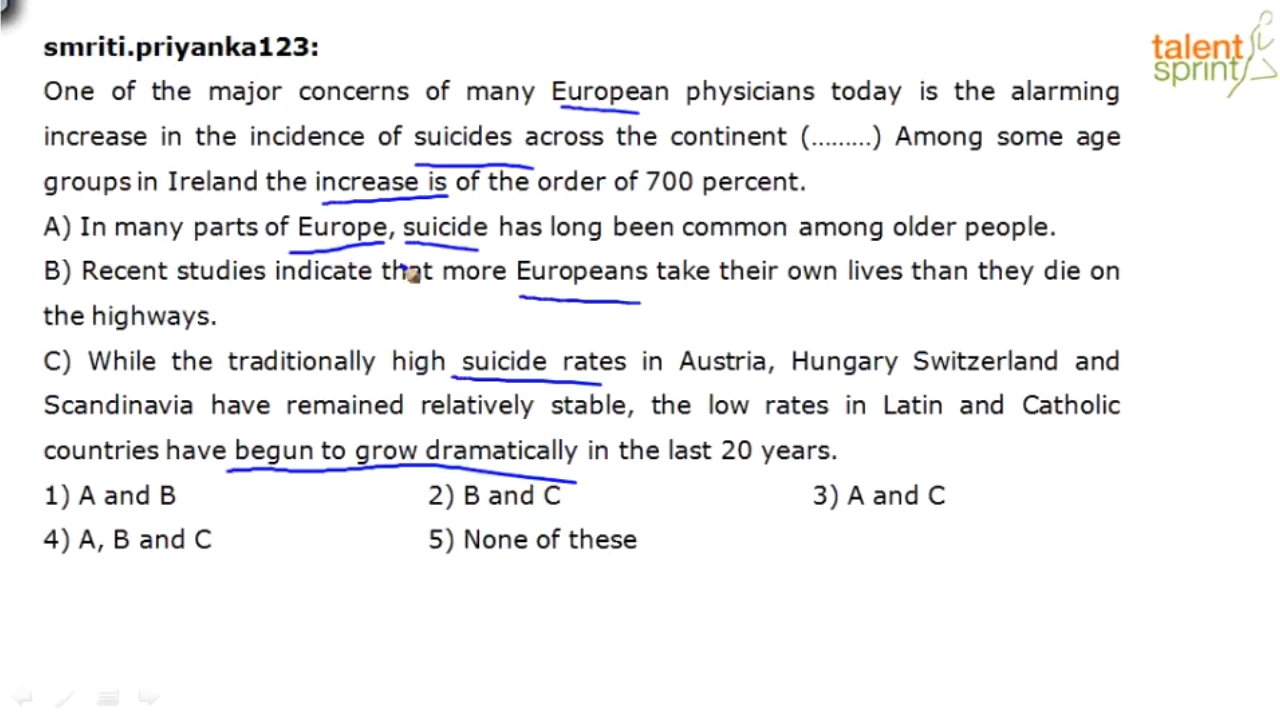 smriti.priyanka123:
talent
sprint
One of the major concerns of many European physicians today is the alarming
increase in the incidence of suicides across the continent (.........) Among some age
groups in Ireland the increase is of the order of 700 percent.
A) In many parts of Europe, suicide has long been common among older people.
B) Recent studies indicate that more Europeans take their own lives than they die on
the highways.
C) While the traditionally high suicide rates in Austria, Hungary Switzerland and
Scandinavia have remained relatively stable, the low rates in Latin and Catholic
countries have begun to grow dramatically in the last 20 years.
1) A and B 2) B and C 3) A and C
4) A, B and C 5) None of these